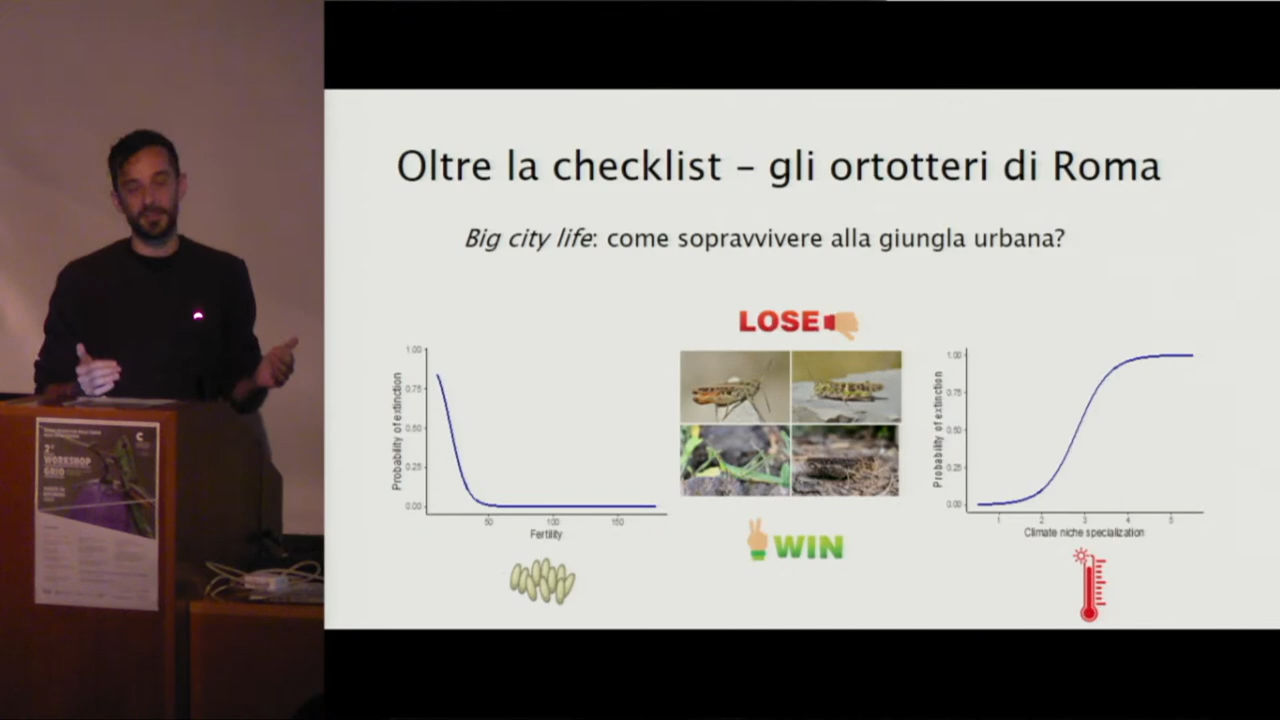 Oltre la checklist – gli ortotteri di Roma
Big city life: come sopravvivere alla giungla urbana?
LOSE
1.00
0.75
0.50
0.25
0.00
Probability of extinction
50
100
150
Fertility
WIN
1.00
0.75
0.50
0.25
0.00
Probability of extinction
1
2
3
4
5
Climate niche specialization
2°
WORKSHOP
GRIO